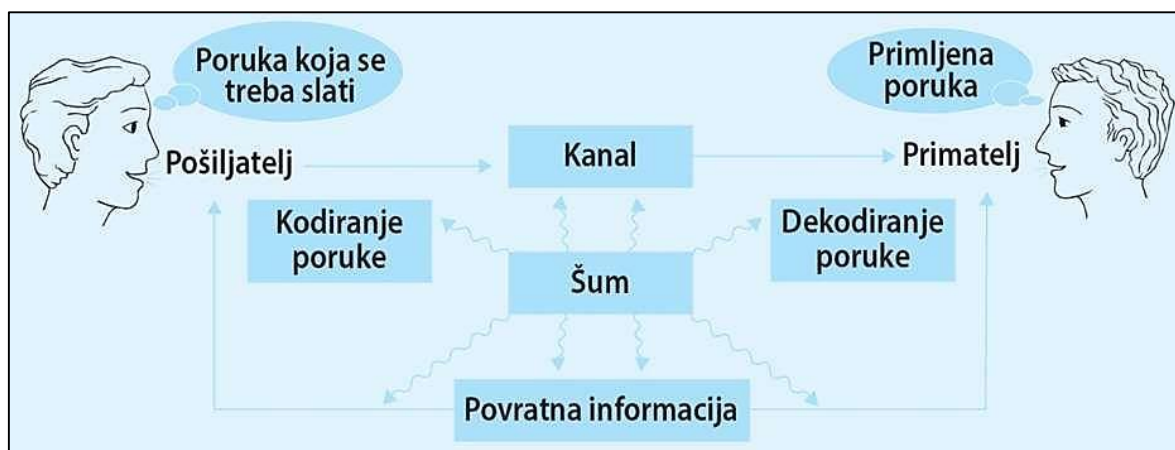 Poruka koja se
treba slati
Primljena
poruka
Pošiljatelj
Kanal
Primatelj
Kodiranje
poruke
Šum
Dekodiranje
poruke
Povratna informacija